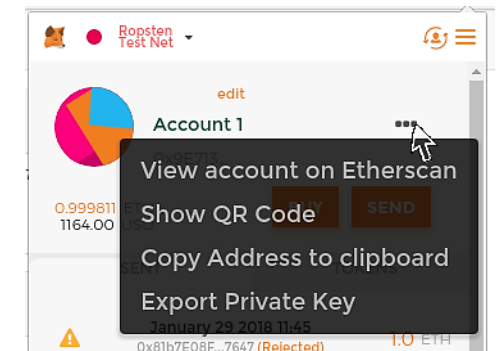 Ropsten
Test Net
edit
Account 1
0x9E713
View account on Etherscan
0.999811 ETH
BUY
SEND
1164.00 USD
Show QR Code
Copy Address to clipboard
SENT
TOKENS
Export Private Key
January 29 2018 11:45
1.0 ETH
0x81b7E08F...7647 (Rejected)